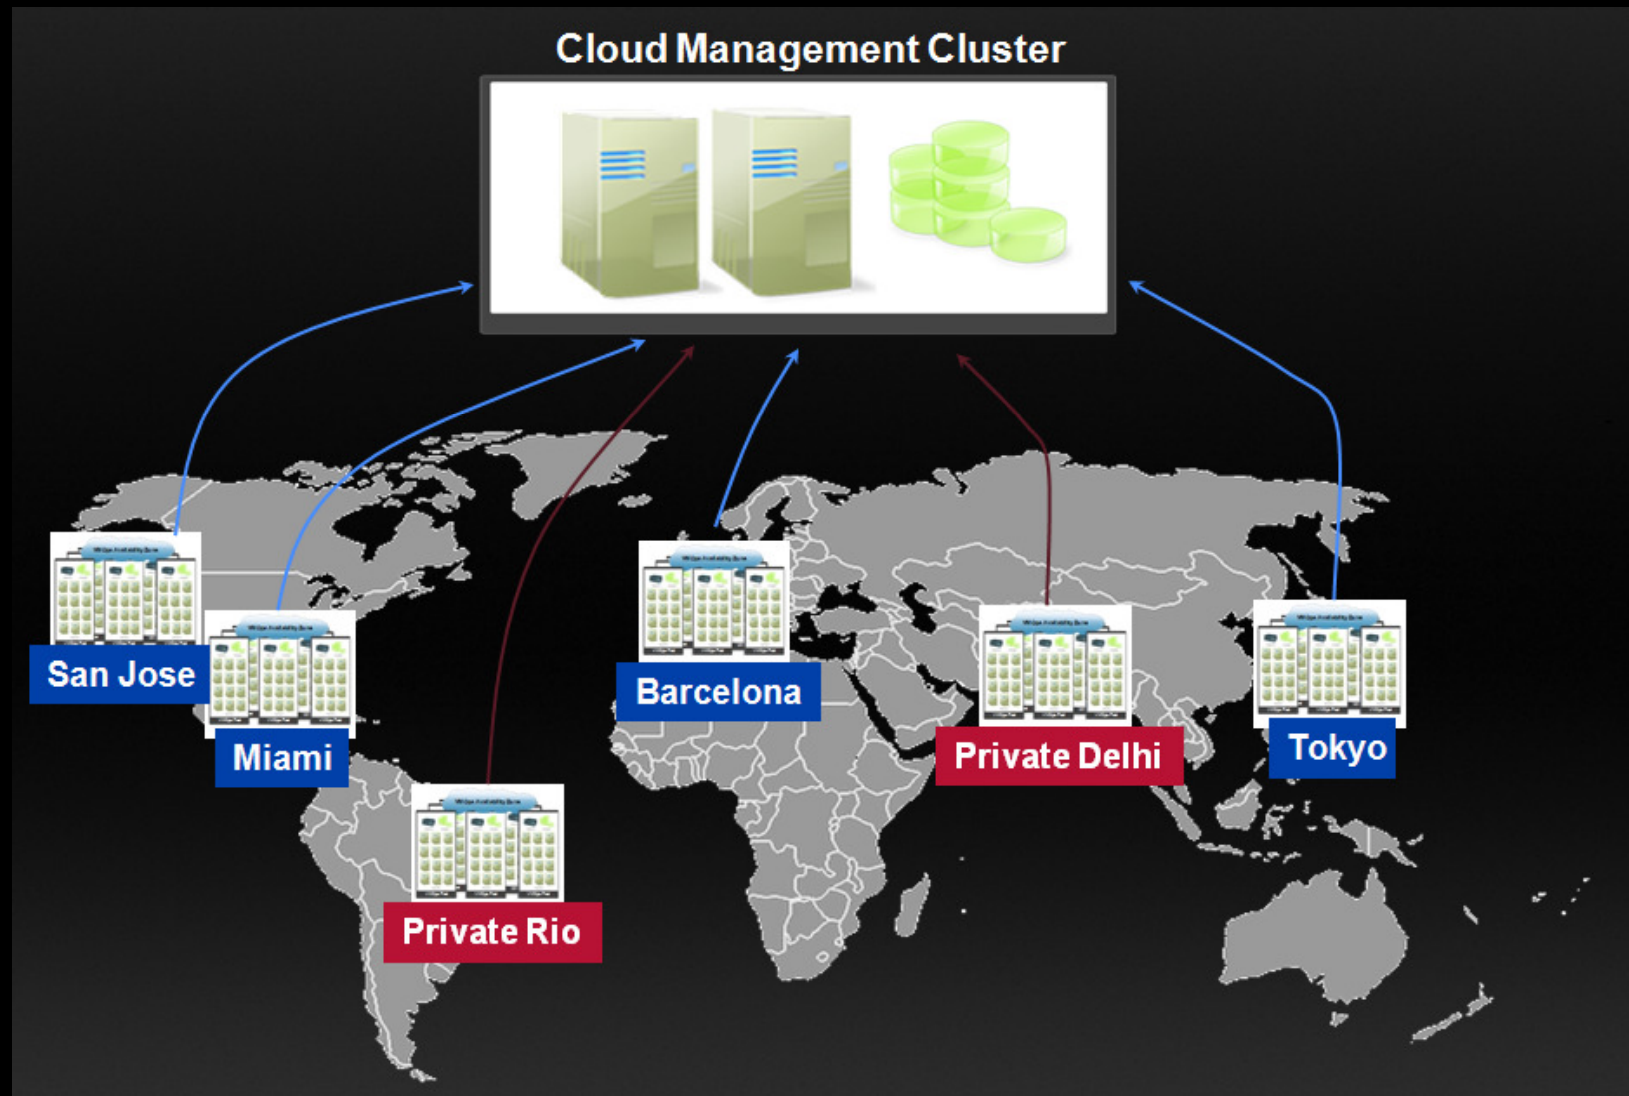 Cloud Management Cluster
San Jose
Miami
Barcelona
Private Delhi
Tokyo
Private Rio